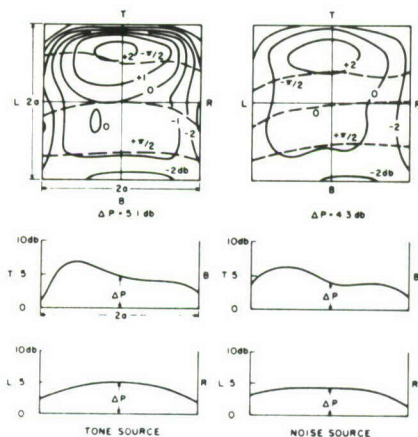 T T
+2 -π/2 +2
-π/2
+1
0 0
L 2a R L R
-1
-2 -2
0 0
+π/2 +π/2
-2db -2db
B B
2a
ΔP = 5.1 db ΔP = 4.3 db
10db 10db
T 5 B T 5 B
ΔP ΔP
0 0
2a
10db 10db
L 5 R L 5 R
ΔP ΔP
0 0
TONE SOURCE NOISE SOURCE